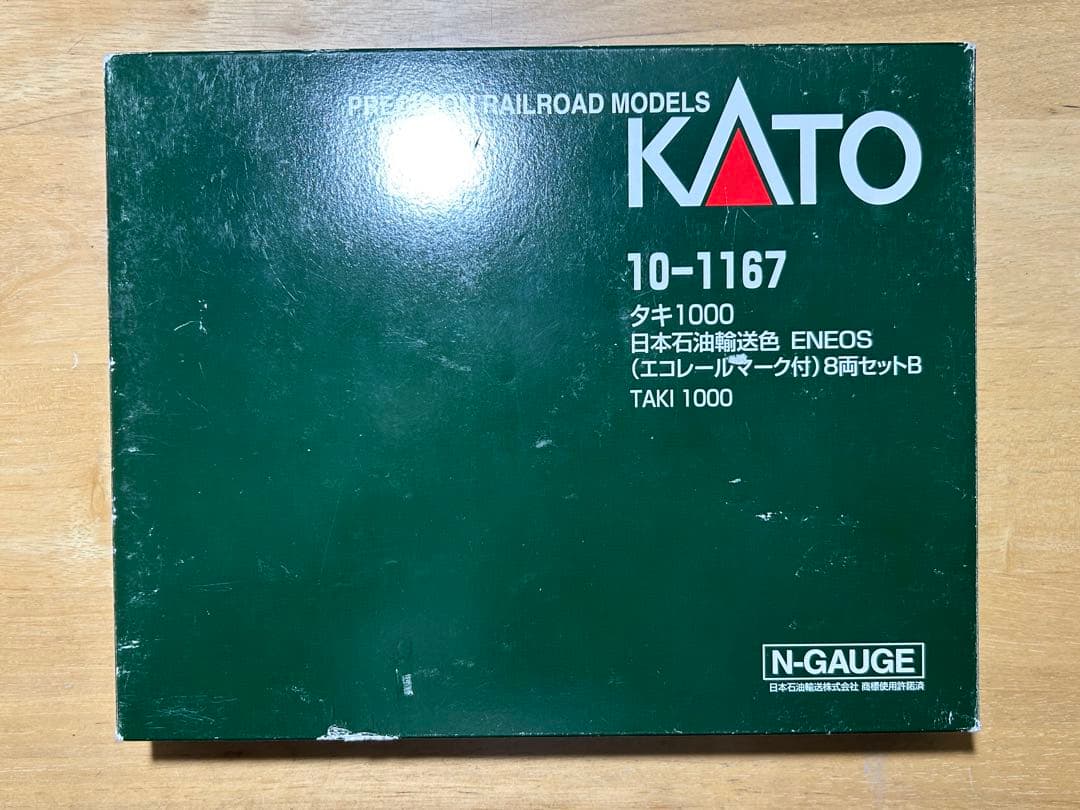 PRECISION RAILROAD MODELS
KATO
10-1167
タキ1000
日本石油輸送色 ENEOS
(エコレールマーク付)8両セットB
TAKI 1000
N-GAUGE
日本石油輸送株式会社 商標使用許諾済